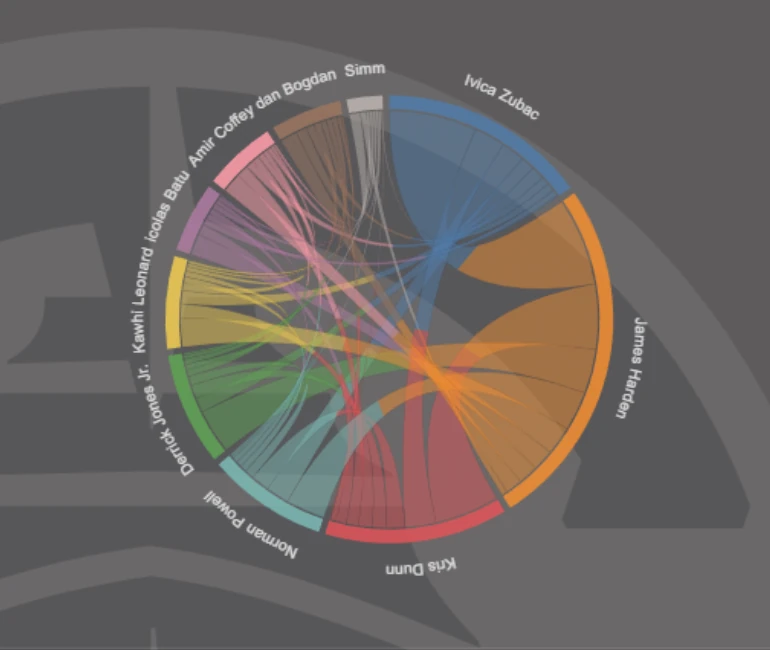 Ivica Zubac
James Harden
Kris Dunn
Norman Powell
Derrick Jones Jr.
Kawhi Leonard
icolas Batu
Amir Coffey
dan Bogdan
Simm